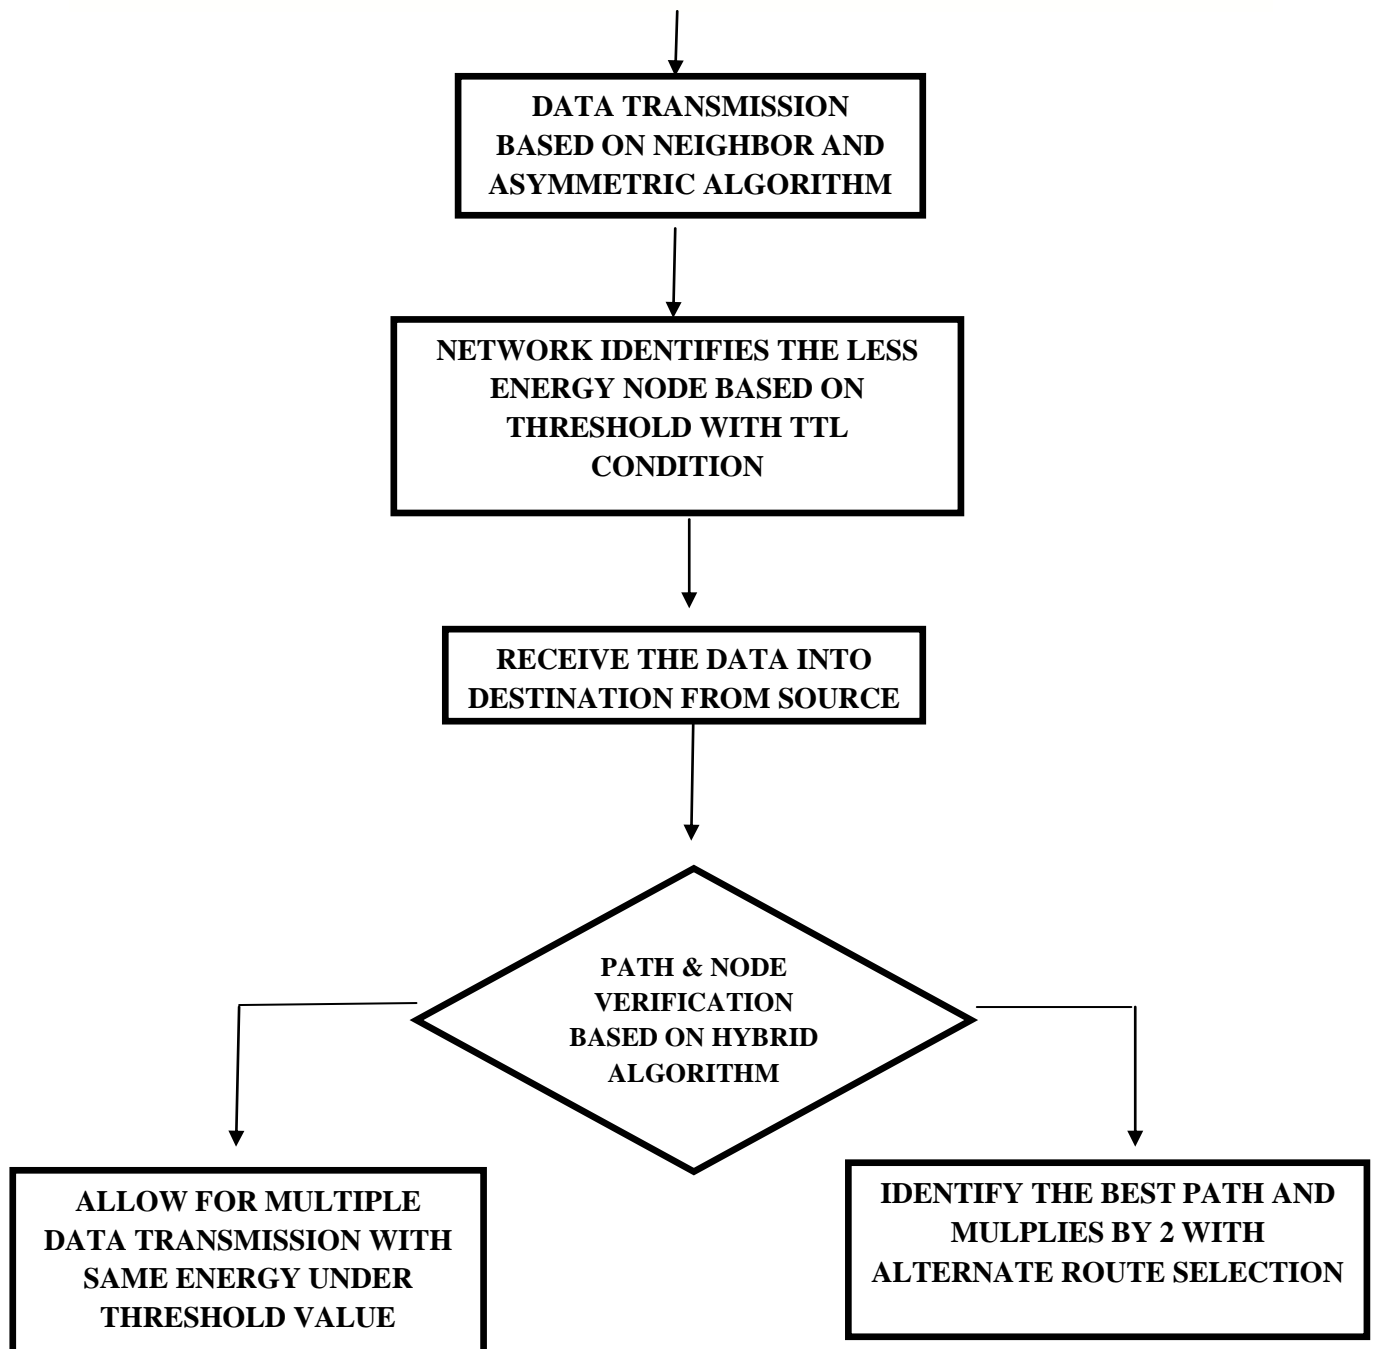 DATA TRANSMISSION
BASED ON NEIGHBOR AND
ASYMMETRIC ALGORITHM
NETWORK IDENTIFIES THE LESS
ENERGY NODE BASED ON
THRESHOLD WITH TTL
CONDITION
RECEIVE THE DATA INTO
DESTINATION FROM SOURCE
PATH & NODE
VERIFICATION
BASED ON HYBRID
ALGORITHM
ALLOW FOR MULTIPLE
DATA TRANSMISSION WITH
SAME ENERGY UNDER
THRESHOLD VALUE
IDENTIFY THE BEST PATH AND
MULPLIES BY 2 WITH
ALTERNATE ROUTE SELECTION